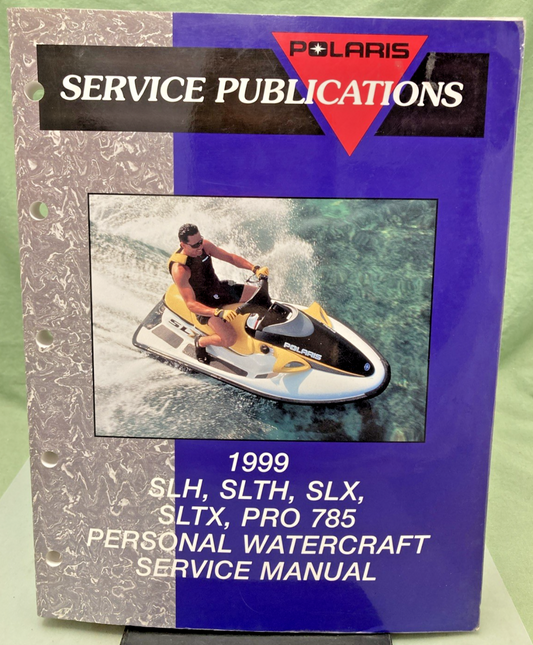 POLARIS
SERVICE PUBLICATIONS
POLARIS
1999
SLH, SLTH, SLX,
SLTX, PRO 785
PERSONAL WATERCRAFT
SERVICE MANUAL